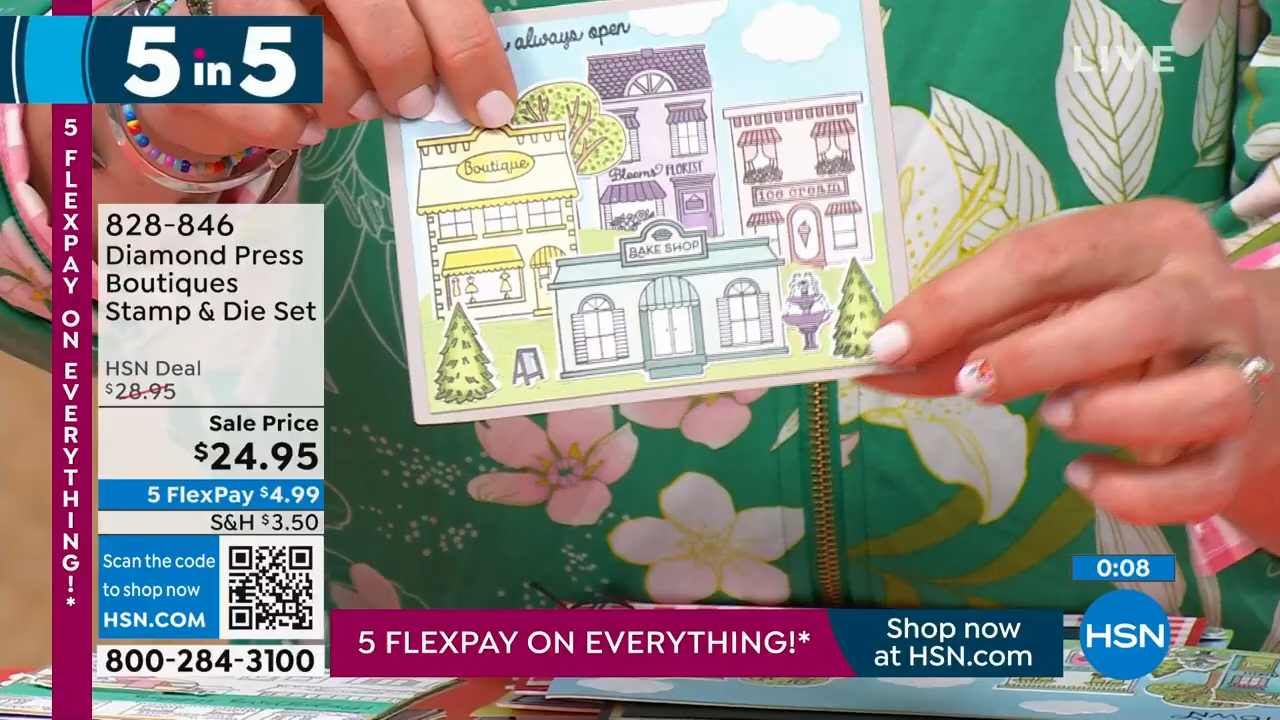 5 in 5
LIVE
5 FLEXPAY ON EVERYTHING!*
828-846
Diamond Press
Boutiques
Stamp & Die Set
HSN Deal
$28.95
Sale Price
$24.95
5 FlexPay $4.99
S&H $3.50
Scan the code
to shop now
HSN.COM
800-284-3100
always open
Boutique
Blooms FLORIST
ice cream
BAKE SHOP
0:08
5 FLEXPAY ON EVERYTHING!*
Shop now
at HSN.com
HSN